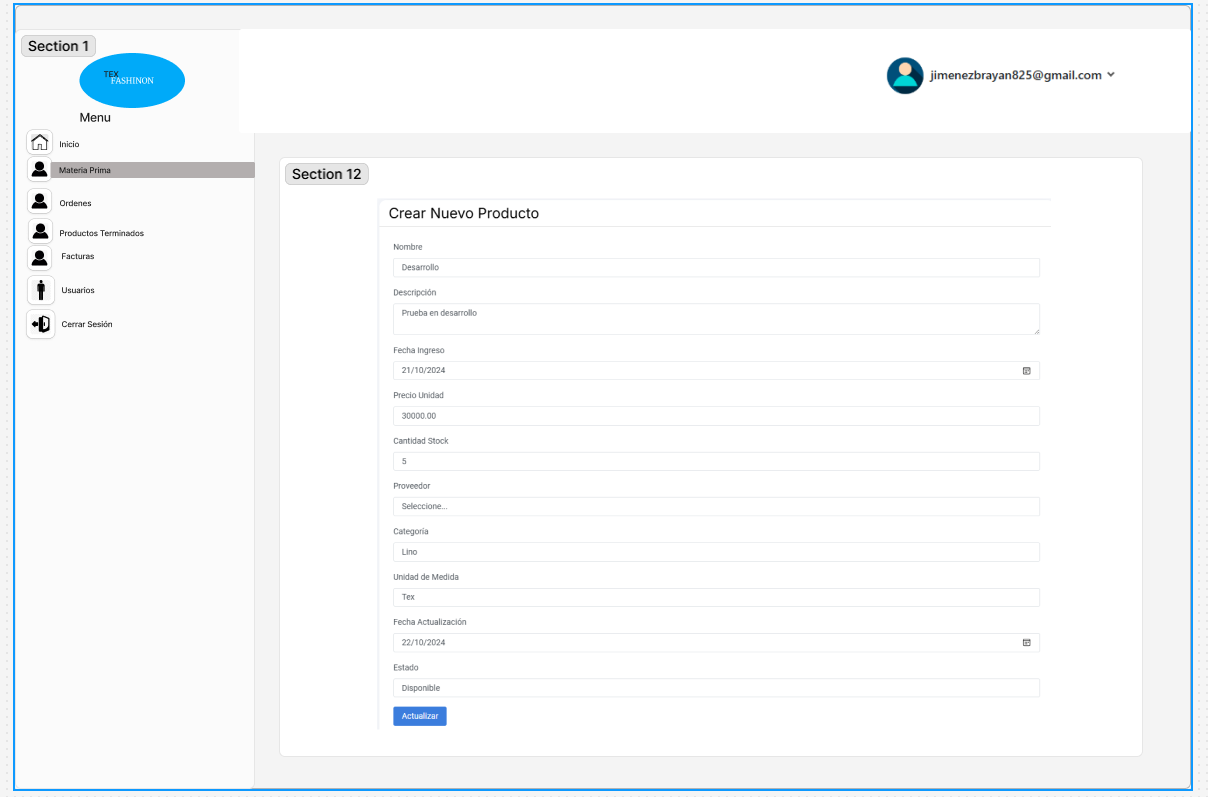 Section 1
TEX
FASHINON
Menu
Inicio
Materia Prima
Ordenes
Productos Terminados
Facturas
Usuarios
Cerrar Sesión
jimenezbrayan825@gmail.com
Section 12
Crear Nuevo Producto
Nombre
Desarrollo
Descripción
Prueba en desarrollo
Fecha Ingreso
21/10/2024
Precio Unidad
30000.00
Cantidad Stock
5
Proveedor
Seleccione...
Categoría
Lino
Unidad de Medida
Tex
Fecha Actualización
22/10/2024
Estado
Disponible
Actualizar